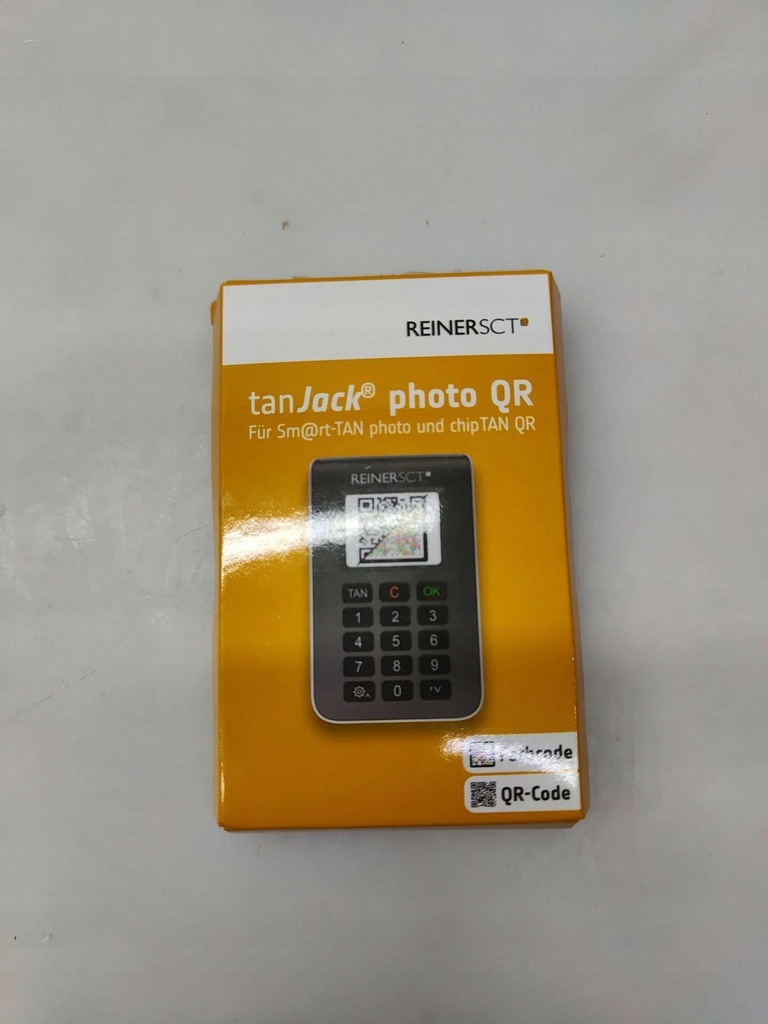 REINERSCT
tanJack® photo QR
Für Sm@rt-TAN photo und chipTAN QR
REINERSCT
TAN C OK
1 2 3
4 5 6
7 8 9
0
Farbcode
QR-Code